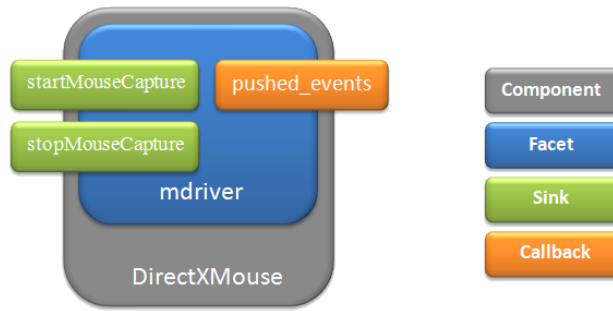 startMouseCapture
pushed_events
stopMouseCapture
mdriver
DirectXMouse
Component
Facet
Sink
Callback